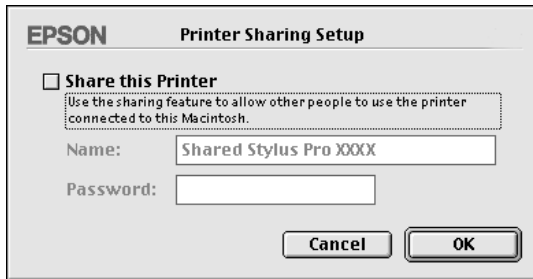 EPSON Printer Sharing Setup
Share this Printer
Use the sharing feature to allow other people to use the printer
connected to this Macintosh.
Name: Shared Stylus Pro XXXX
Password:
Cancel OK